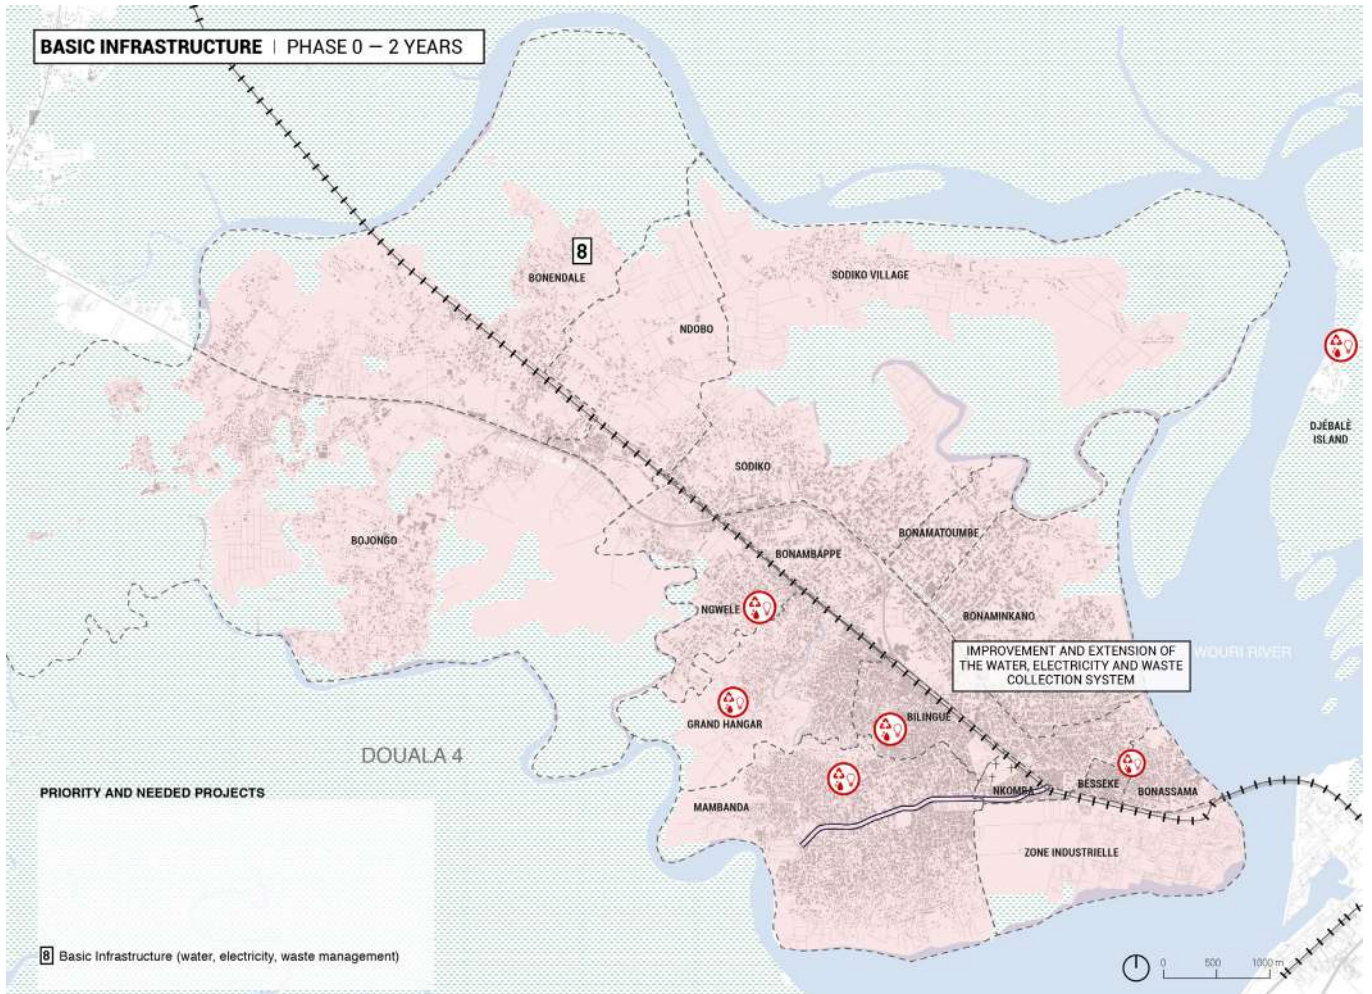 BASIC INFRASTRUCTURE | PHASE 0 – 2 YEARS
8
BONENDALE
SODIKO VILLAGE
NDOBO
DJÉBALÈ
ISLAND
SODIKO
BONAMATOUMBE
BOJONGO
BONAMBAPPE
NGWELE
BONAMINKANO
IMPROVEMENT AND EXTENSION OF
THE WATER, ELECTRICITY AND WASTE
COLLECTION SYSTEM
WOURI RIVER
GRAND HANGAR
BILINGUE
DOUALA 4
PRIORITY AND NEEDED PROJECTS
MAMBANDA
NKOMBA
BESSEKE
BONASSAMA
ZONE INDUSTRIELLE
8 Basic Infrastructure (water, electricity, waste management)
0 500 1000 m